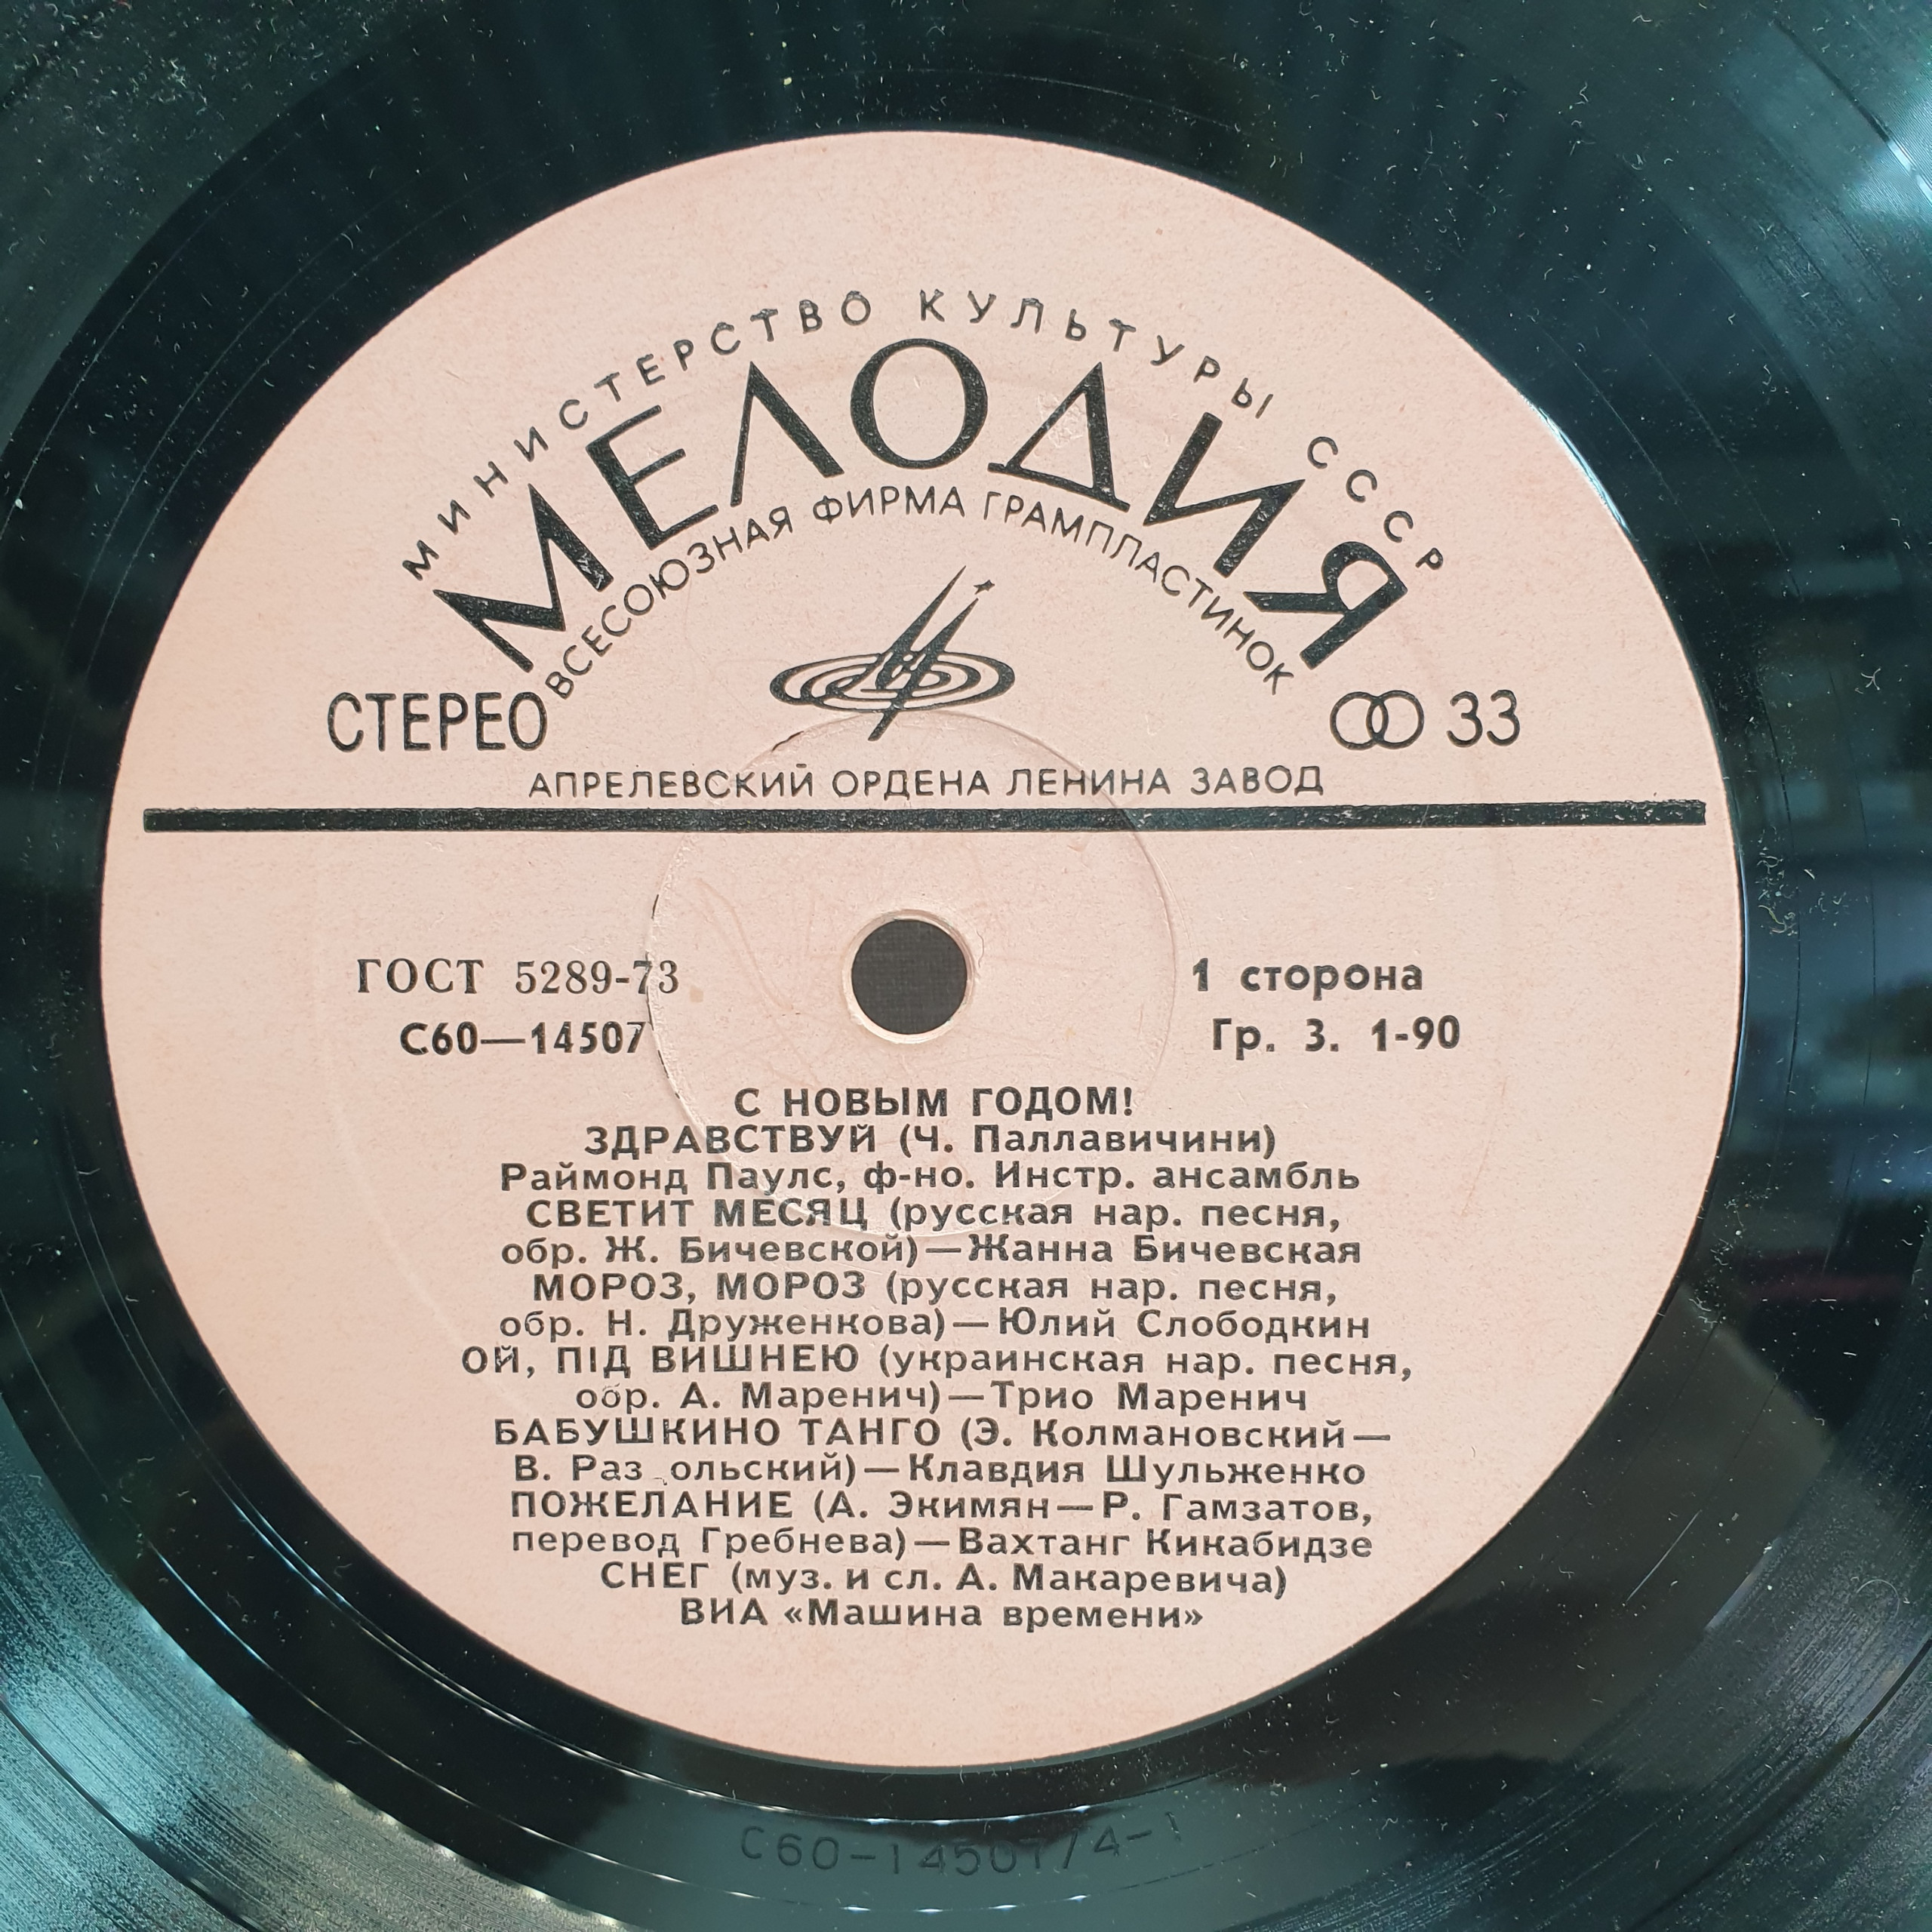 МИНИСТЕРСТВО КУЛЬТУРЫ СССР
МЕЛОДИЯ
ВСЕСОЮЗНАЯ ФИРМА ГРАМПЛАСТИНОК
СТЕРЕО
33
АПРЕЛЕВСКИЙ ОРДЕНА ЛЕНИНА ЗАВОД
ГОСТ 5289-73
1 сторона
С60—14507
Гр. 3. 1-90
С НОВЫМ ГОДОМ!
ЗДРАВСТВУЙ (Ч. Паллавичини)
Раймонд Паулс, ф-но. Инстр. ансамбль
СВЕТИТ МЕСЯЦ (русская нар. песня,
обр. Ж. Бичевской)—Жанна Бичевская
МОРОЗ, МОРОЗ (русская нар. песня,
обр. Н. Друженкова)—Юлий Слободкин
ОЙ, ПІД ВИШНЕЮ (украинская нар. песня,
обр. А. Маренич)—Трио Маренич
БАБУШКИНО ТАНГО (Э. Колмановский—
В. Раз ольский)—Клавдия Шульженко
ПОЖЕЛАНИЕ (А. Экимян—Р. Гамзатов,
перевод Гребнева)—Вахтанг Кикабидзе
СНЕГ (муз. и сл. А. Макаревича)
ВИА «Машина времени»
С60-14507/4-1